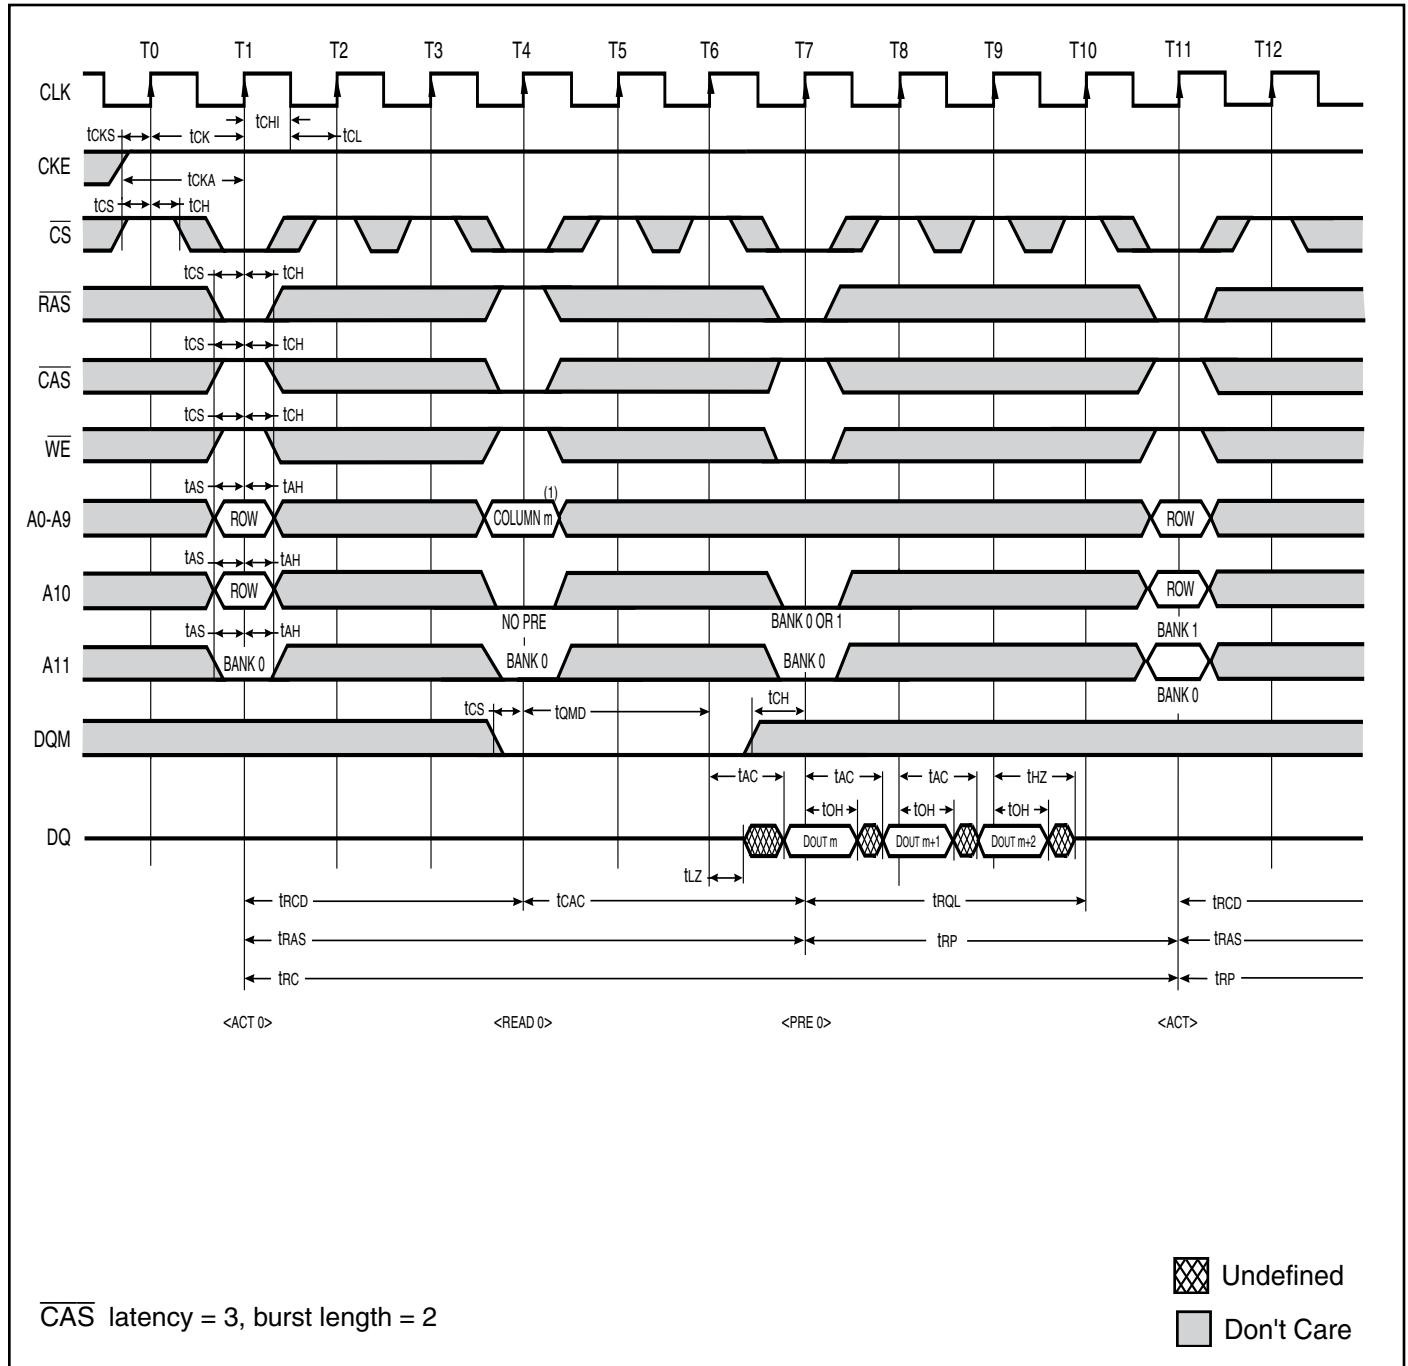 T0 T1 T2 T3 T4 T5 T6 T7 T8 T9 T10 T11 T12
CLK
tCHI
tCKS tCK tCL
CKE
tCKA
tCS tCH
CS
tCS tCH
RAS
tCS tCH
CAS
tCS tCH
WE
tAS tAH
(1)
A0-A9 ROW COLUMN m ROW
tAS tAH
A10 ROW ROW
NO PRE BANK 0 OR 1 BANK 1
tAS tAH
A11 BANK 0 BANK 0 BANK 0
BANK 0
tCH
tCS tQMD
DQM
tAC tAC tAC tHZ
tOH tOH tOH
DQ DOUT m DOUT m+1 DOUT m+2
tLZ
tRCD tCAC tRQL tRCD
tRAS tRP tRAS
tRC tRP
<ACT 0> <READ 0> <PRE 0> <ACT>
Undefined
CAS latency = 3, burst length = 2
Don't Care